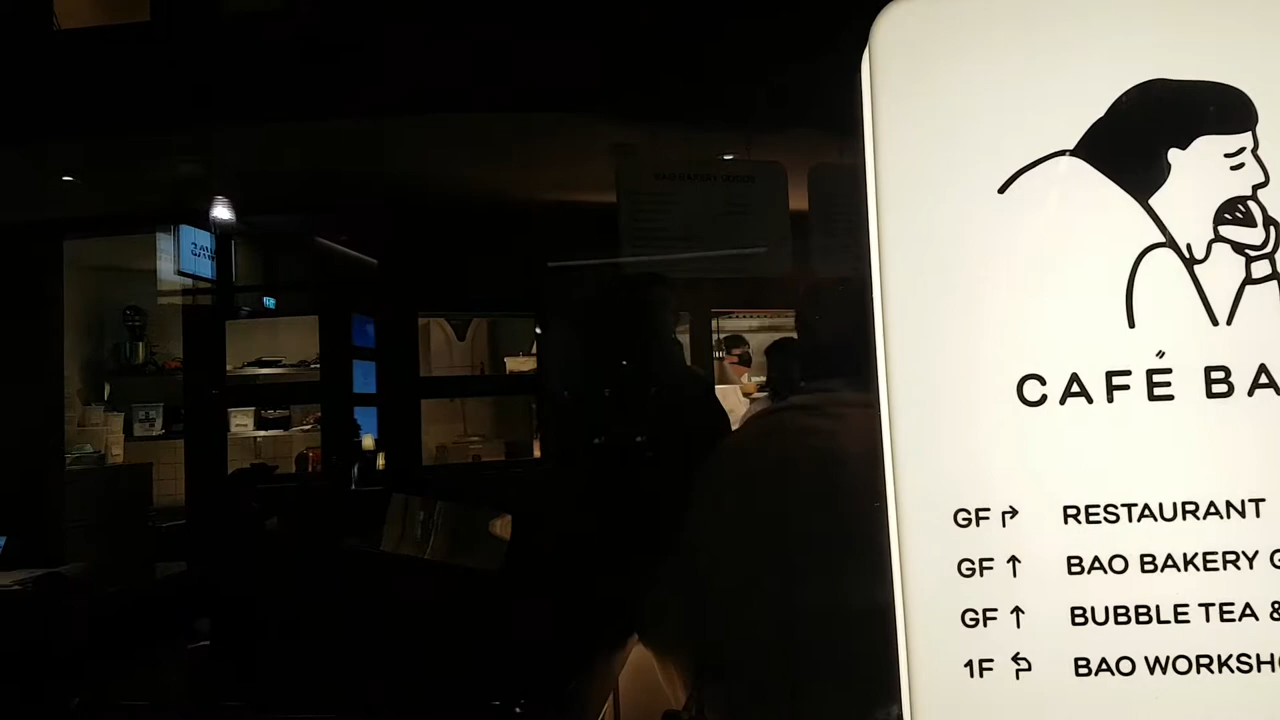 CAFÉ BA
GF ↱ RESTAURANT
GF ↑ BAO BAKERY G
GF ↑ BUBBLE TEA &
1F BAO WORKSHO